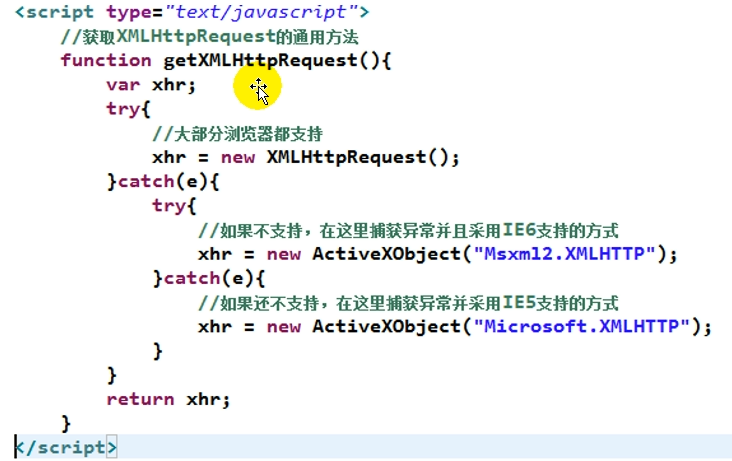 <script type="text/javascript">
//获取XMLHttpRequest的通用方法
function getXMLHttpRequest(){
var xhr;
try{
//大部分浏览器都支持
xhr = new XMLHttpRequest();
}catch(e){
try{
//如果不支持，在这里捕获异常并且采用IE6支持的方式
xhr = new ActiveXObject("Msxml2.XMLHTTP");
}catch(e){
//如果还不支持，在这里捕获异常并采用IE5支持的方式
xhr = new ActiveXObject("Microsoft.XMLHTTP");
}
}
return xhr;
}
</script>